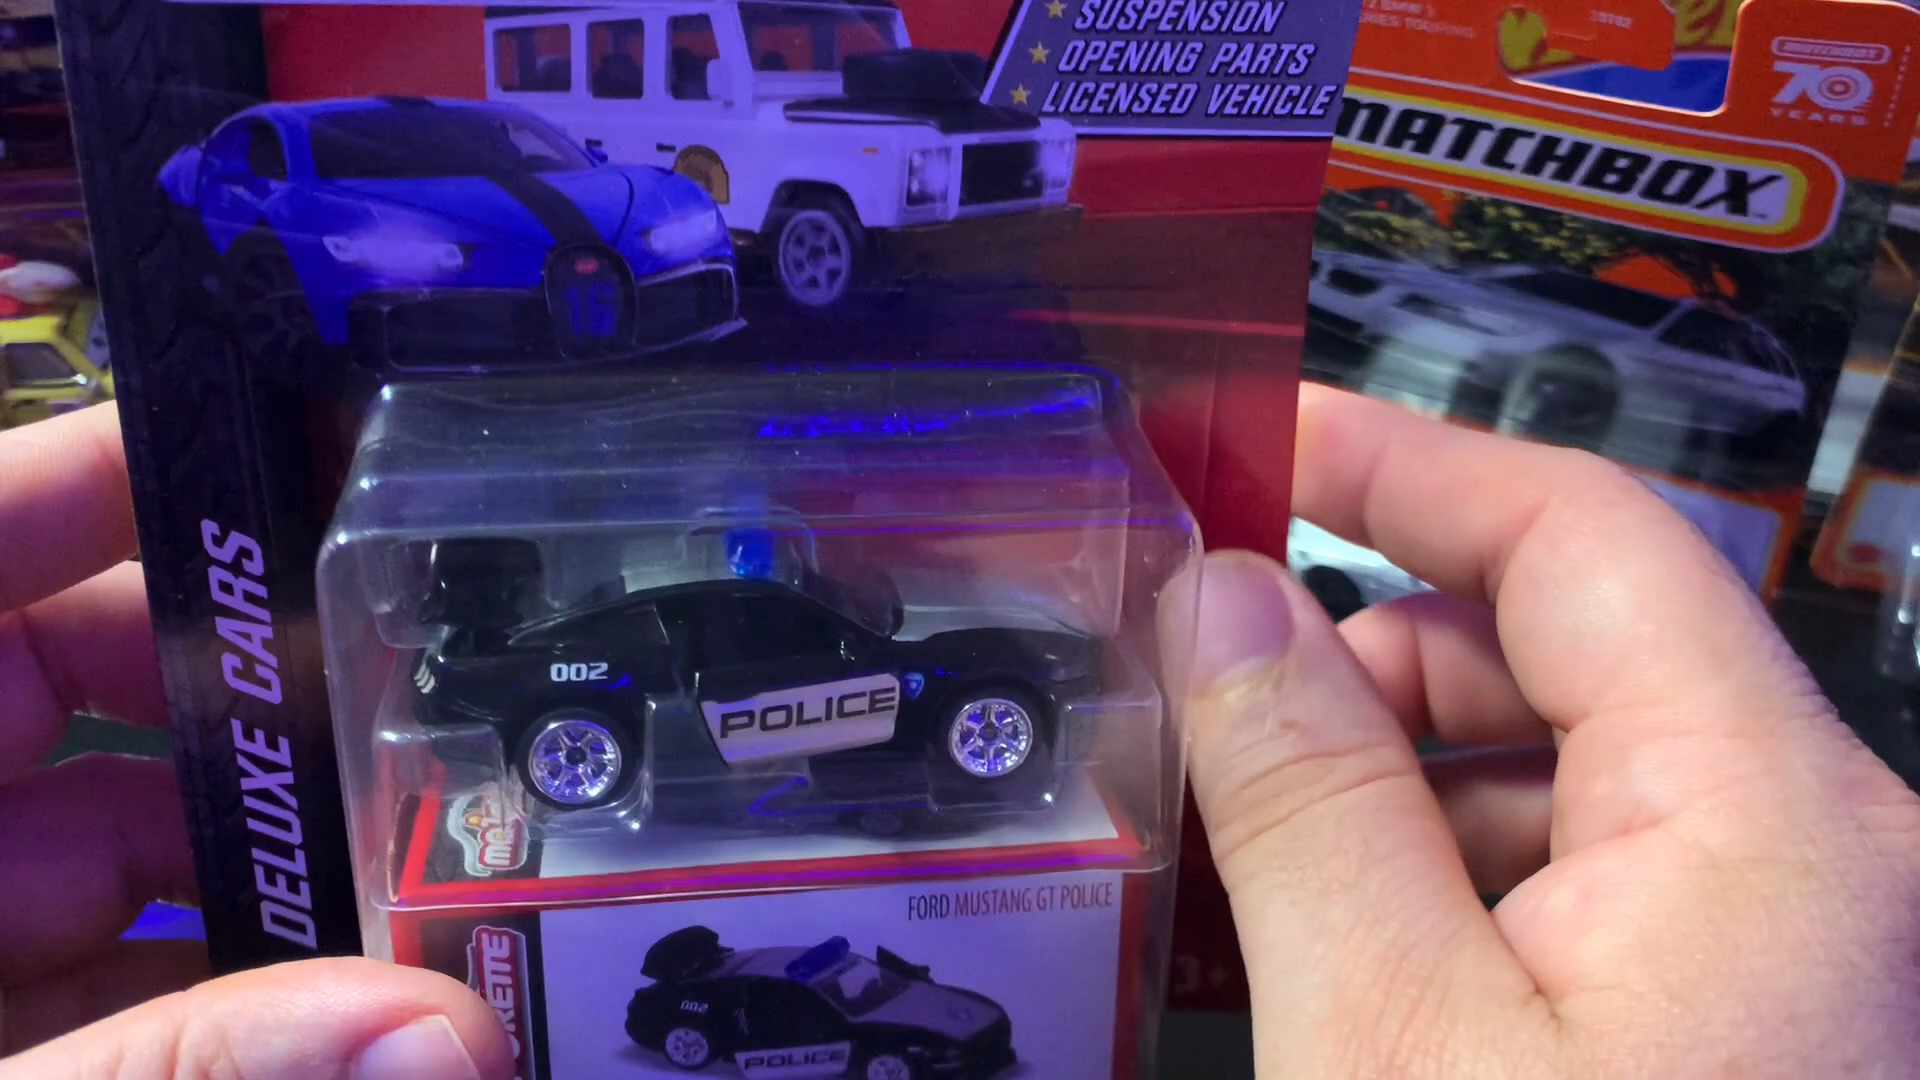 SUSPENSION
OPENING PARTS
LICENSED VEHICLE
MATCHBOX
70
YEARS
MATCHBOX
DELUXE CARS
002
POLICE
FORD MUSTANG GT POLICE
002
POLICE
3+